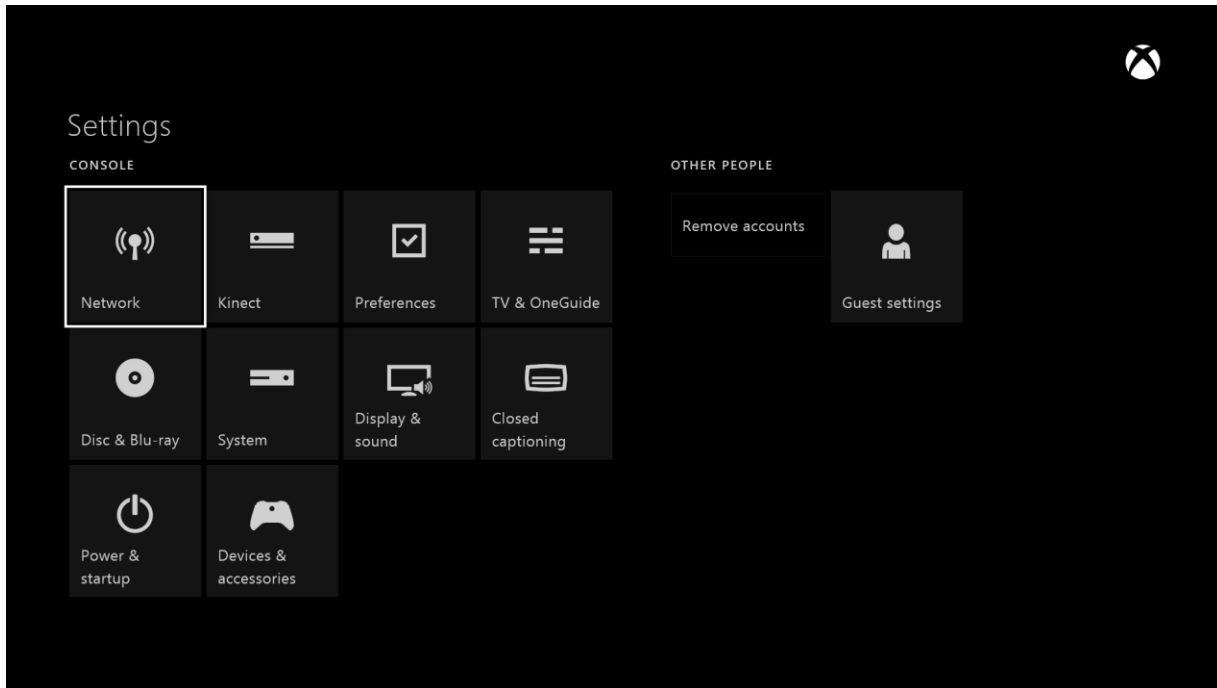 Settings
CONSOLE
OTHER PEOPLE
Network
Kinect
Preferences
TV & OneGuide
Remove accounts
Guest settings
Disc & Blu-ray
System
Display &
sound
Closed
captioning
Power &
startup
Devices &
accessories